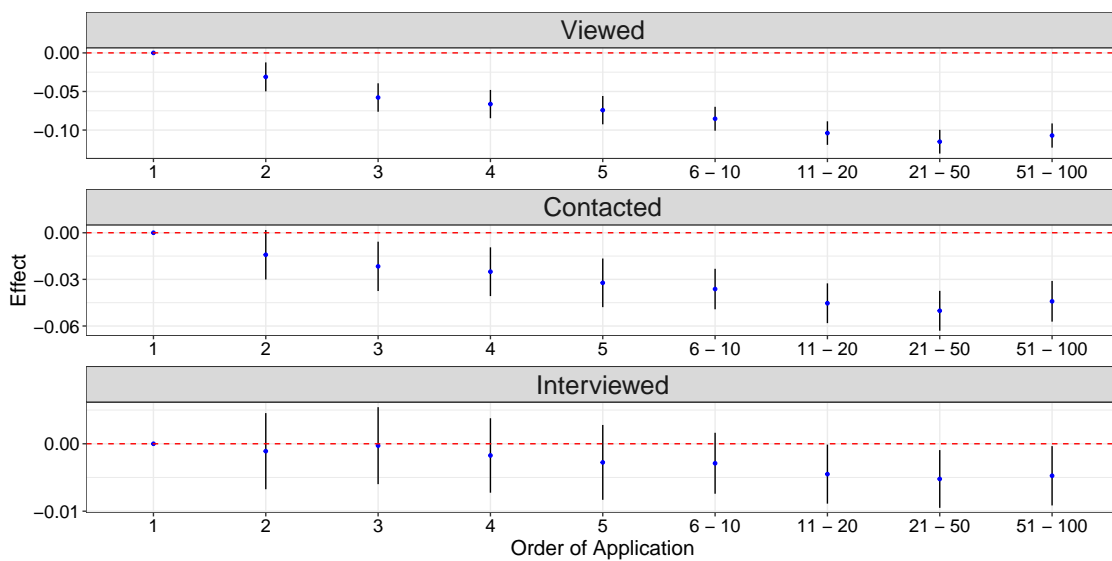 Viewed
0.00
−0.05
−0.10
1 2 3 4 5 6 − 10 11 − 20 21 − 50 51 − 100
Contacted
0.00
−0.03
−0.06
1 2 3 4 5 6 − 10 11 − 20 21 − 50 51 − 100
Effect
Interviewed
0.00
−0.01
1 2 3 4 5 6 − 10 11 − 20 21 − 50 51 − 100
Order of Application